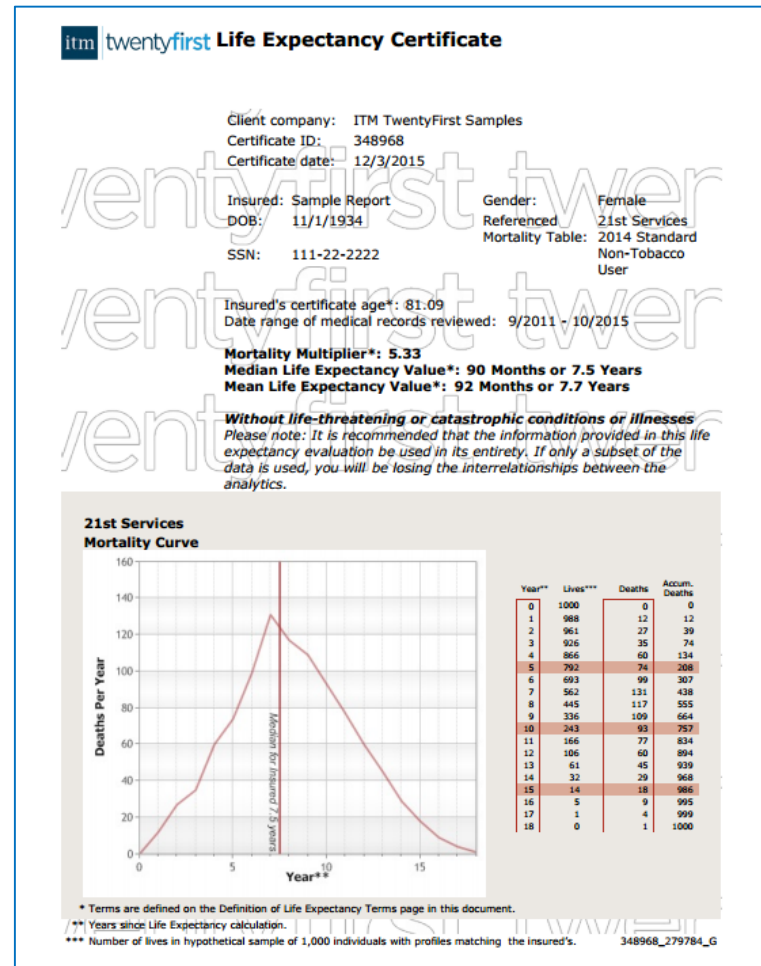 itm twentyfirst Life Expectancy Certificate
Client company: ITM TwentyFirst Samples
Certificate ID: 348968
Certificate date: 12/3/2015
Insured: Sample Report Gender: Female
DOB: 11/1/1934 Referenced 21st Services
Mortality Table: 2014 Standard
SSN: 111-22-2222 Non-Tobacco
User
Insured's certificate age*: 81.09
Date range of medical records reviewed: 9/2011 - 10/2015
Mortality Multiplier*: 5.33
Median Life Expectancy Value*: 90 Months or 7.5 Years
Mean Life Expectancy Value*: 92 Months or 7.7 Years
Without life-threatening or catastrophic conditions or illnesses
Please note: It is recommended that the information provided in this life
expectancy evaluation be used in its entirety. If only a subset of the
data is used, you will be losing the interrelationships between the
analytics.
21st Services
Mortality Curve
160
140
120
100
80
60
40
20
0
Deaths Per Year
Median for Insured 7.5 years
0 5 10 15
Year**
Year** Lives*** Deaths Accum. Deaths
0 1000 0 0
1 988 12 12
2 961 27 39
3 926 35 74
4 866 60 134
5 792 74 208
6 693 99 307
7 562 131 438
8 445 117 555
9 336 109 664
10 243 93 757
11 166 77 834
12 106 60 894
13 61 45 939
14 32 29 968
15 14 18 986
16 5 9 995
17 1 4 999
18 0 1 1000
* Terms are defined on the Definition of Life Expectancy Terms page in this document.
** Years since Life Expectancy calculation.
*** Number of lives in hypothetical sample of 1,000 individuals with profiles matching the insured's. 348968_279784_G